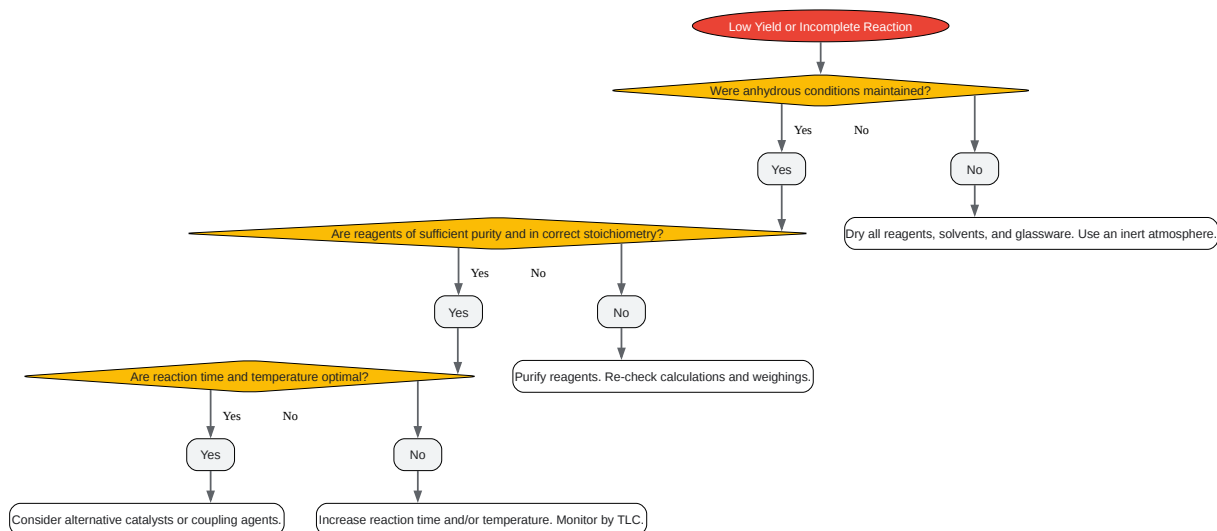 Low Yield or Incomplete Reaction
Were anhydrous conditions maintained?
Yes
No
Yes
No
Are reagents of sufficient purity and in correct stoichiometry?
Dry all reagents, solvents, and glassware. Use an inert atmosphere.
Yes
No
Yes
No
Are reaction time and temperature optimal?
Purify reagents. Re-check calculations and weighings.
Yes
No
Yes
No
Consider alternative catalysts or coupling agents.
Increase reaction time and/or temperature. Monitor by TLC.